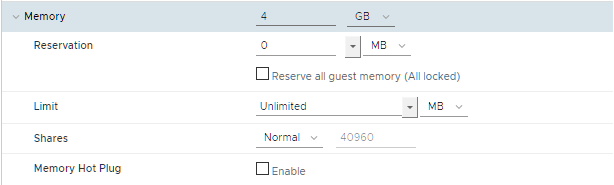 Memory 4 GB
Reservation 0 MB
Reserve all guest memory (All locked)
Limit Unlimited MB
Shares Normal 40960
Memory Hot Plug Enable